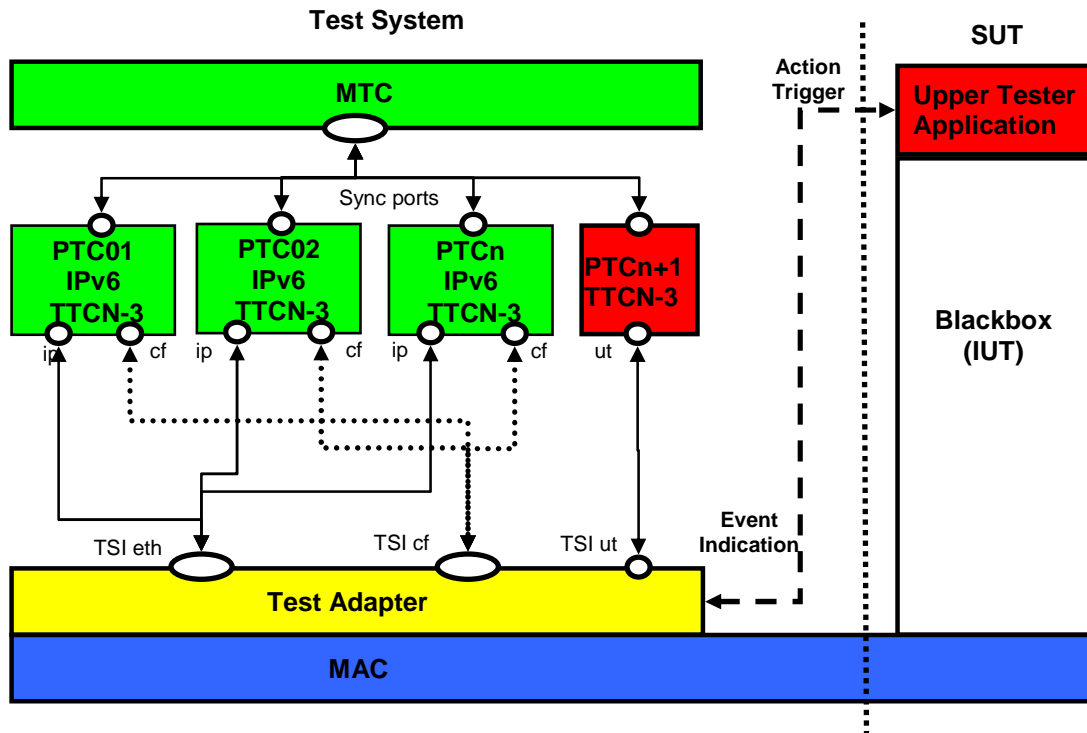 Test System
SUT
MTC
Action
Trigger
Upper Tester
Application
Sync ports
PTC01
IPv6
TTCN-3
PTC02
IPv6
TTCN-3
PTCn
IPv6
TTCN-3
PTCn+1
TTCN-3
Blackbox
(IUT)
ip
cf
ip
cf
ip
cf
ut
Event
Indication
TSI eth
TSI cf
TSI ut
Test Adapter
MAC